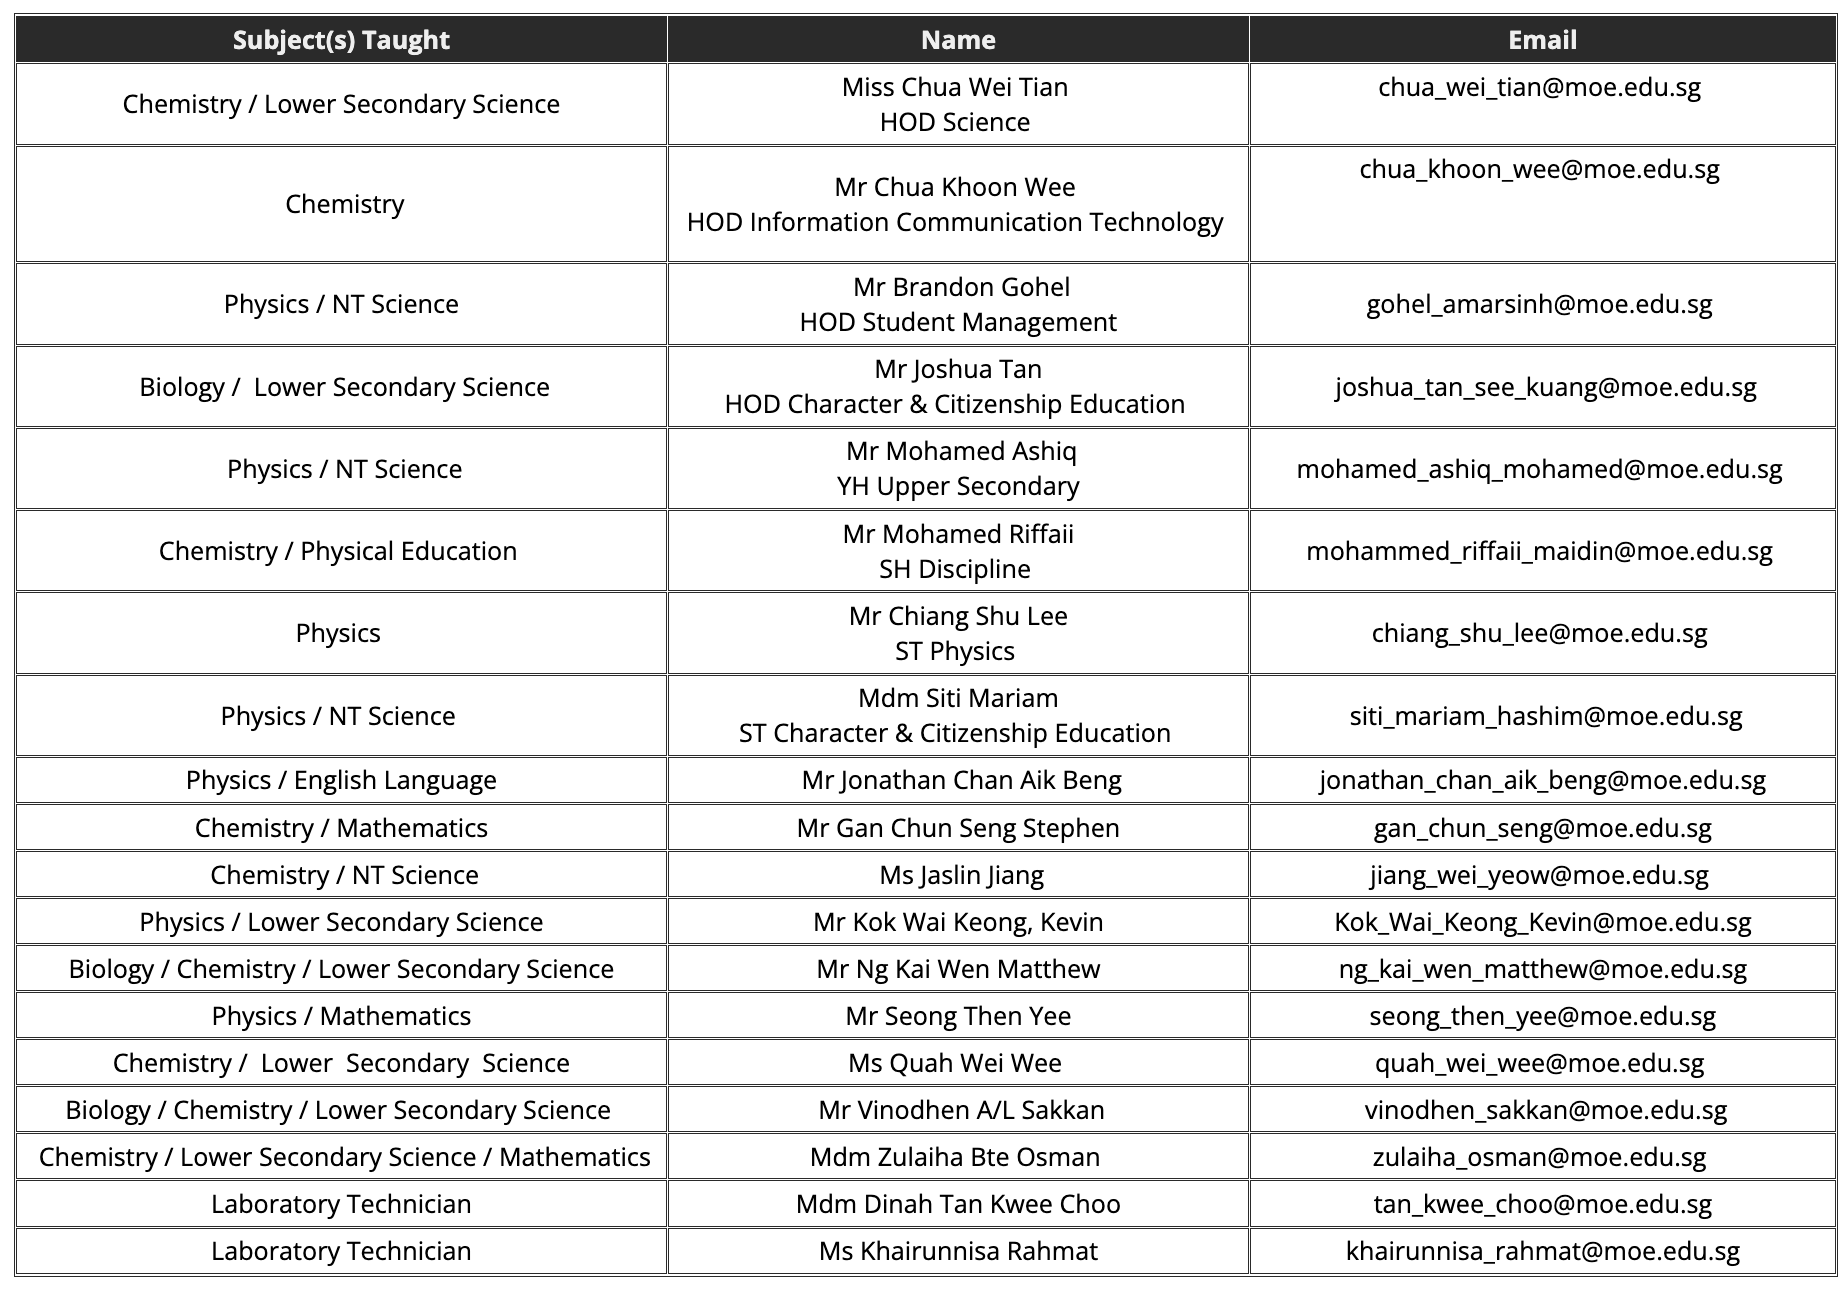 Subject(s) Taught Name Email
Chemistry / Lower Secondary Science
Miss Chua Wei Tian
HOD Science
chua_wei_tian@moe.edu.sg
Chemistry
Mr Chua Khoon Wee
HOD Information Communication Technology
chua_khoon_wee@moe.edu.sg
Physics / NT Science
Mr Brandon Gohel
HOD Student Management
gohel_amarsinh@moe.edu.sg
Biology /  Lower Secondary Science
Mr Joshua Tan
HOD Character & Citizenship Education
joshua_tan_see_kuang@moe.edu.sg
Physics / NT Science
Mr Mohamed Ashiq
YH Upper Secondary
mohamed_ashiq_mohamed@moe.edu.sg
Chemistry / Physical Education
Mr Mohamed Riffaii
SH Discipline
mohammed_riffaii_maidin@moe.edu.sg
Physics
Mr Chiang Shu Lee
ST Physics
chiang_shu_lee@moe.edu.sg
Physics / NT Science
Mdm Siti Mariam
ST Character & Citizenship Education
siti_mariam_hashim@moe.edu.sg
Physics / English Language Mr Jonathan Chan Aik Beng jonathan_chan_aik_beng@moe.edu.sg
Chemistry / Mathematics Mr Gan Chun Seng Stephen gan_chun_seng@moe.edu.sg
Chemistry / NT Science Ms Jaslin Jiang jiang_wei_yeow@moe.edu.sg
Physics / Lower Secondary Science Mr Kok Wai Keong, Kevin Kok_Wai_Keong_Kevin@moe.edu.sg
Biology / Chemistry / Lower Secondary Science Mr Ng Kai Wen Matthew ng_kai_wen_matthew@moe.edu.sg
Physics / Mathematics Mr Seong Then Yee seong_then_yee@moe.edu.sg
Chemistry /  Lower  Secondary  Science Ms Quah Wei Wee quah_wei_wee@moe.edu.sg
Biology / Chemistry / Lower Secondary Science Mr Vinodhen A/L Sakkan vinodhen_sakkan@moe.edu.sg
Chemistry / Lower Secondary Science / Mathematics Mdm Zulaiha Bte Osman zulaiha_osman@moe.edu.sg
Laboratory Technician Mdm Dinah Tan Kwee Choo tan_kwee_choo@moe.edu.sg
Laboratory Technician Ms Khairunnisa Rahmat khairunnisa_rahmat@moe.edu.sg